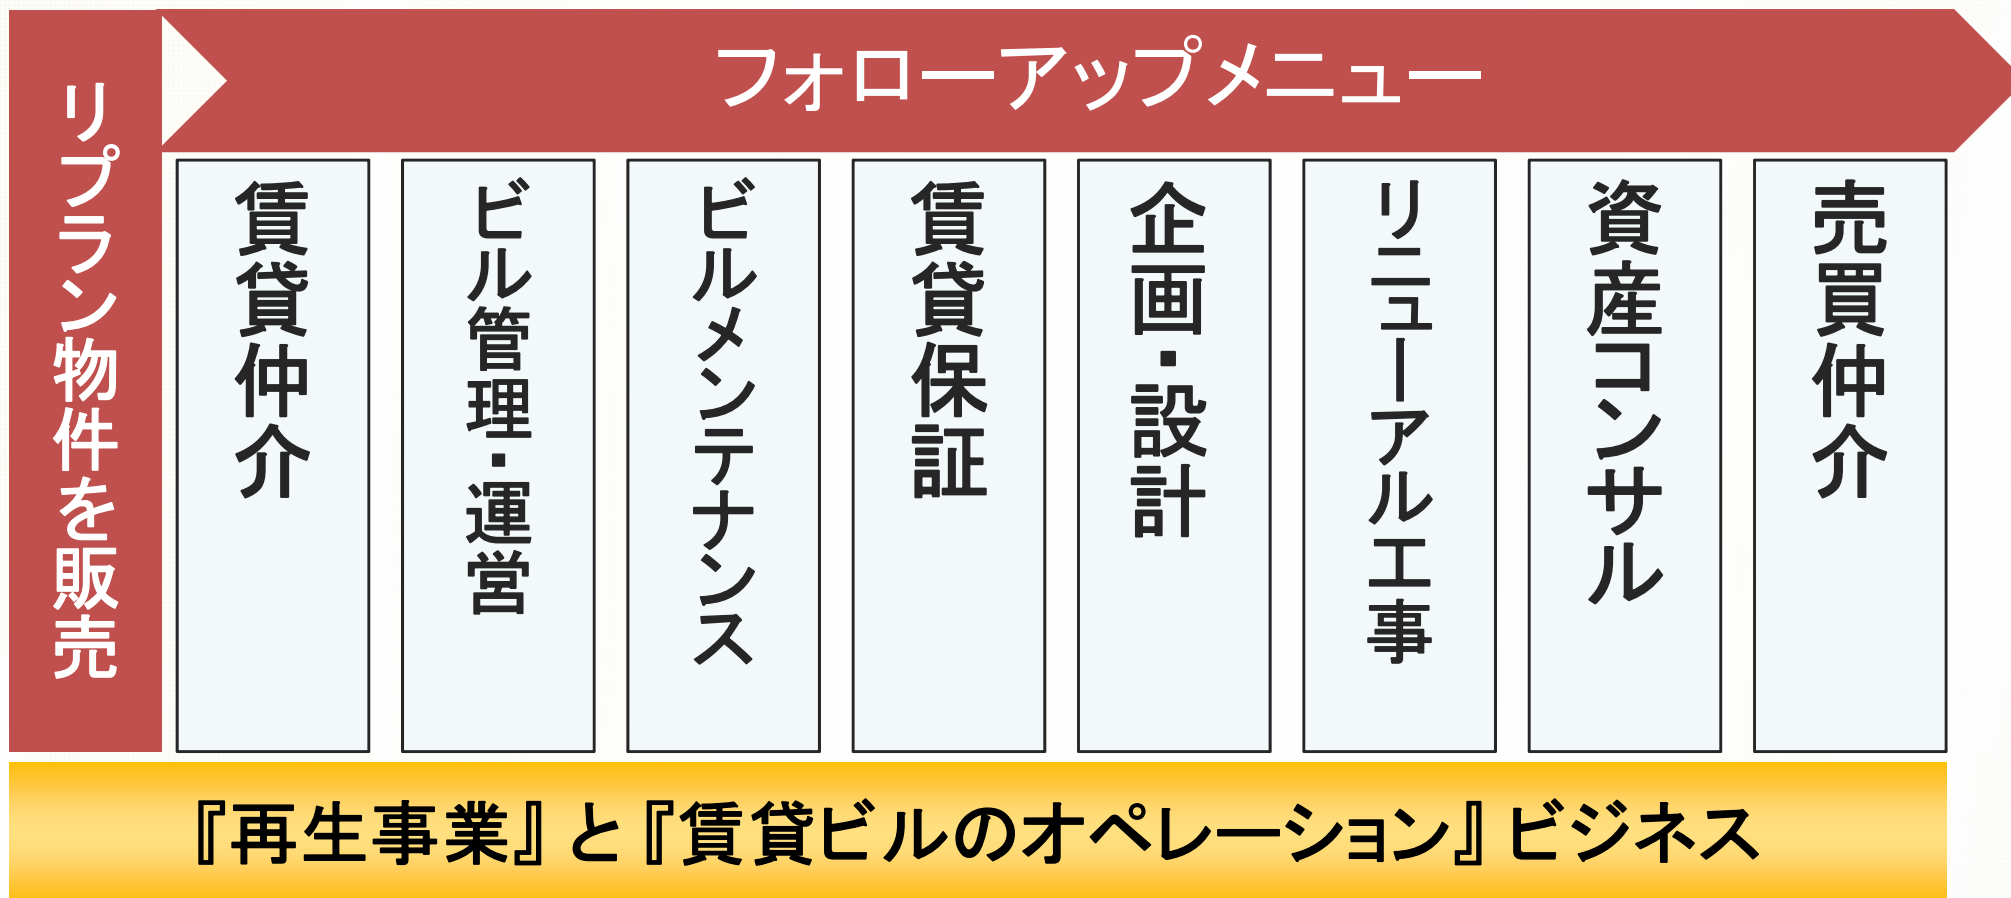 フォローアップメニュー
リプラン物件を販売
賃貸仲介
ビル管理・運営
ビルメンテナンス
賃貸保証
企画・設計
リニューアル工事
資産コンサル
売買仲介
『再生事業』と『賃貸ビルのオペレーション』ビジネス